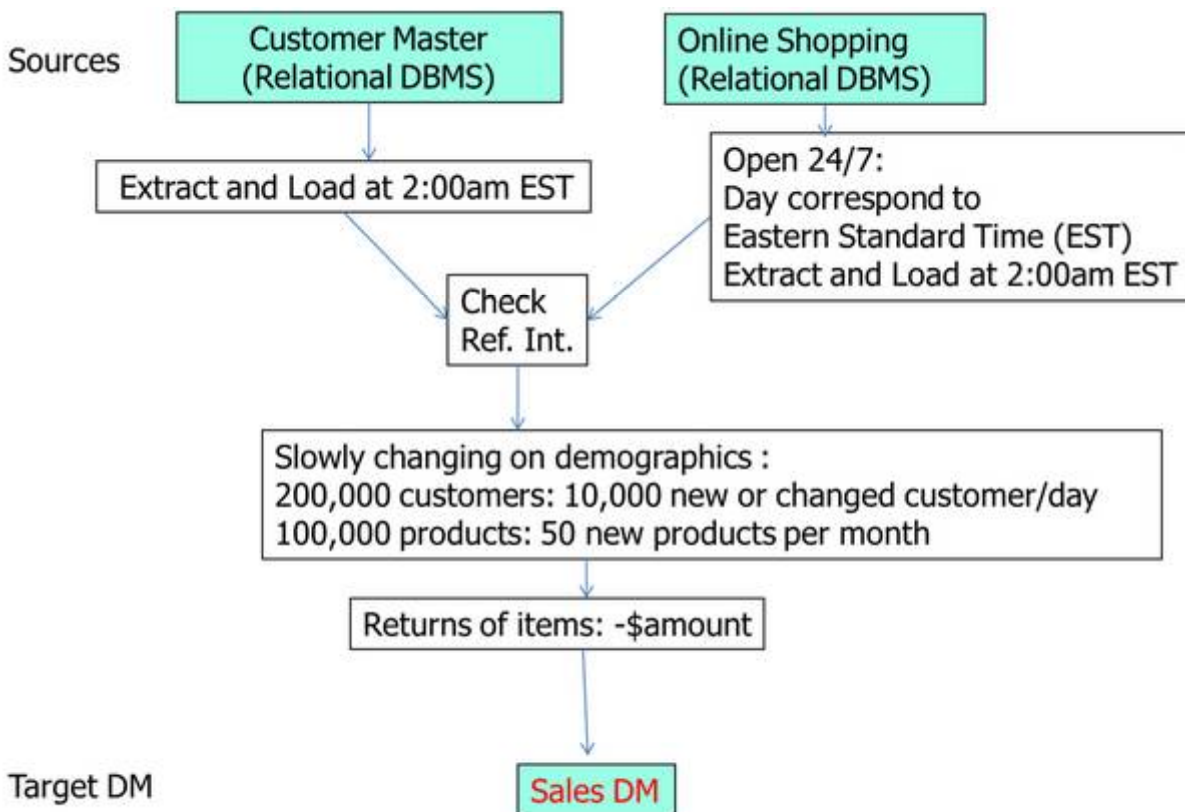 Sources
Customer Master
(Relational DBMS)
Online Shopping
(Relational DBMS)
Extract and Load at 2:00am EST
Open 24/7:
Day correspond to
Eastern Standard Time (EST)
Extract and Load at 2:00am EST
Check
Ref. Int.
Slowly changing on demographics :
200,000 customers: 10,000 new or changed customer/day
100,000 products: 50 new products per month
Returns of items: -$amount
Target DM
Sales DM